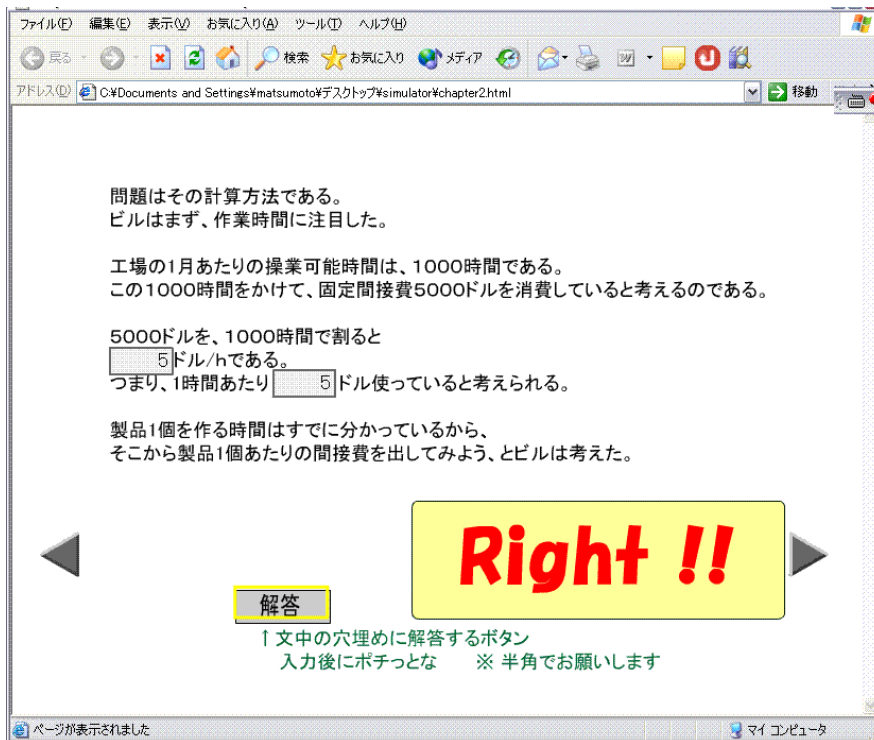 ファイル(F) 編集(E) 表示(V) お気に入り(A) ツール(T) ヘルプ(H)
戻る 検索 お気に入り メディア
アドレス(D) C:¥Documents and Settings¥matsumoto¥デスクトップ¥simulator¥chapter2.html 移動
問題はその計算方法である。
ビルはまず、作業時間に注目した。
工場の1月あたりの操業可能時間は、1000時間である。
この1000時間をかけて、固定間接費5000ドルを消費していると考えるのである。
5000ドルを、1000時間で割ると
5ドル/hである。
つまり、1時間あたり 5ドル使っていると考えられる。
製品1個を作る時間はすでに分かっているから、
そこから製品1個あたりの間接費を出してみよう、とビルは考えた。
Right !!
解答
↑文中の穴埋めに解答するボタン
入力後にポチっとな ※ 半角でお願いします
ページが表示されました マイ コンピュータ